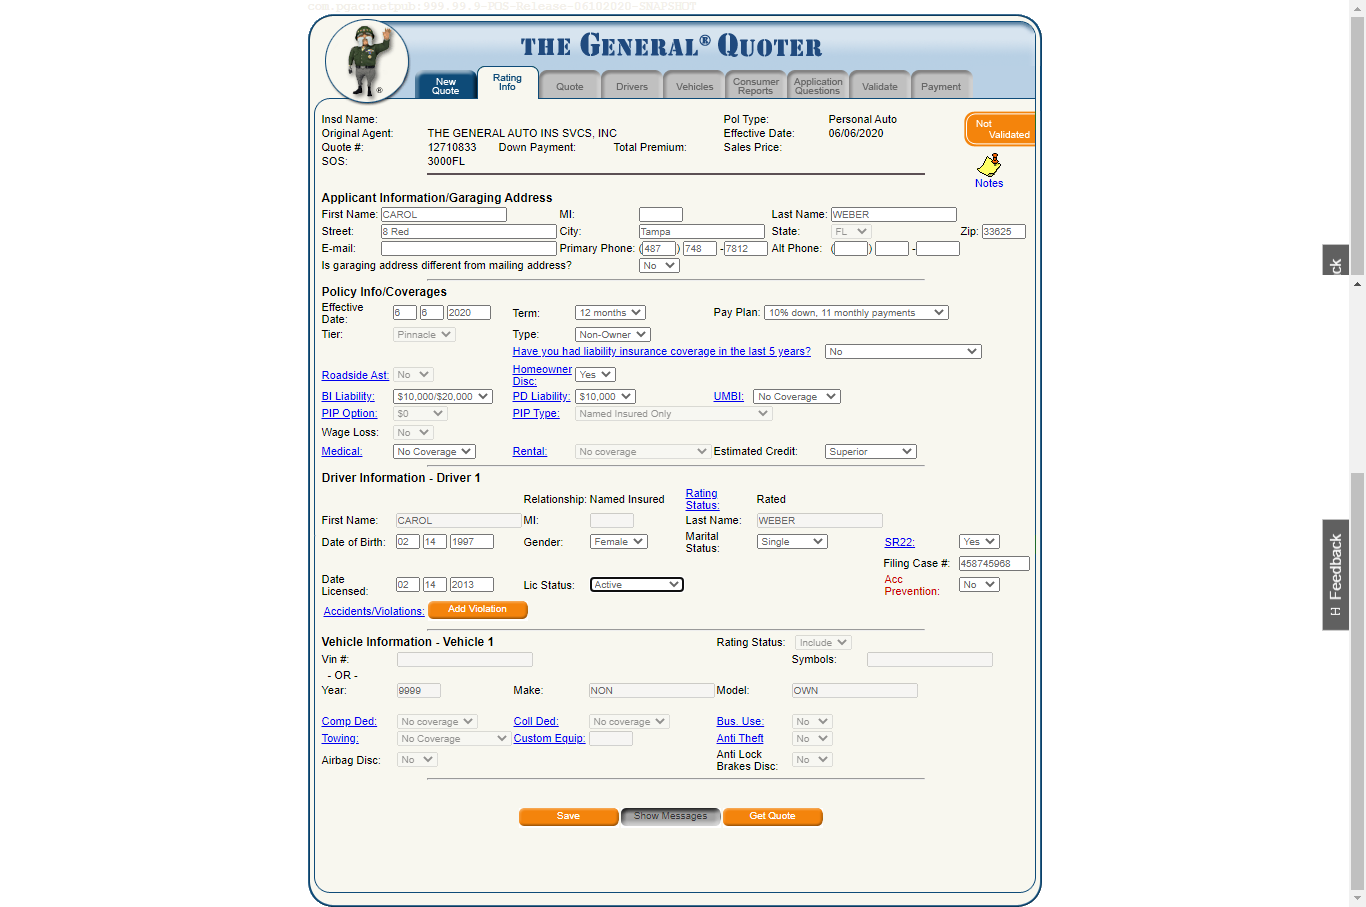 com.pgac:netpub:999.99.9-POS-Release-06102020-SNAPSHOT
THE GENERAL® QUOTER
New Quote
Rating Info
Quote
Drivers
Vehicles
Consumer Reports
Application Questions
Validate
Payment
®
Insd Name: Pol Type: Personal Auto
Not Validated
Original Agent: THE GENERAL AUTO INS SVCS, INC Effective Date: 06/06/2020
Quote #: 12710833 Down Payment: Total Premium: Sales Price:
SOS: 3000FL
Notes
Applicant Information/Garaging Address
First Name: CAROL MI: Last Name: WEBER
Street: 8 Red City: Tampa State: FL Zip: 33625
E-mail: Primary Phone: (487) 748 -7812 Alt Phone: ( ) -
Is garaging address different from mailing address? No
Policy Info/Coverages
Effective Date: 6 6 2020 Term: 12 months Pay Plan: 10% down, 11 monthly payments
Tier: Pinnacle Type: Non-Owner
Have you had liability insurance coverage in the last 5 years? No
Roadside Ast: No Homeowner Disc: Yes
BI Liability: $10,000/$20,000 PD Liability: $10,000 UMBI: No Coverage
PIP Option: $0 PIP Type: Named Insured Only
Wage Loss: No
Medical: No Coverage Rental: No coverage Estimated Credit: Superior
Driver Information - Driver 1
Relationship: Named Insured Rating Status: Rated
First Name: CAROL MI: Last Name: WEBER
Date of Birth: 02 14 1997 Gender: Female Marital Status: Single SR22: Yes
Filing Case #: 458745968
Date Licensed: 02 14 2013 Lic Status: Active Acc Prevention: No
Accidents/Violations: Add Violation
Vehicle Information - Vehicle 1 Rating Status: Include
Vin #: Symbols:
- OR -
Year: 9999 Make: NON Model: OWN
Comp Ded: No coverage Coll Ded: No coverage Bus. Use: No
Towing: No Coverage Custom Equip: Anti Theft No
Airbag Disc: No Anti Lock Brakes Disc: No
Save Show Messages Get Quote
ck
H Feedback